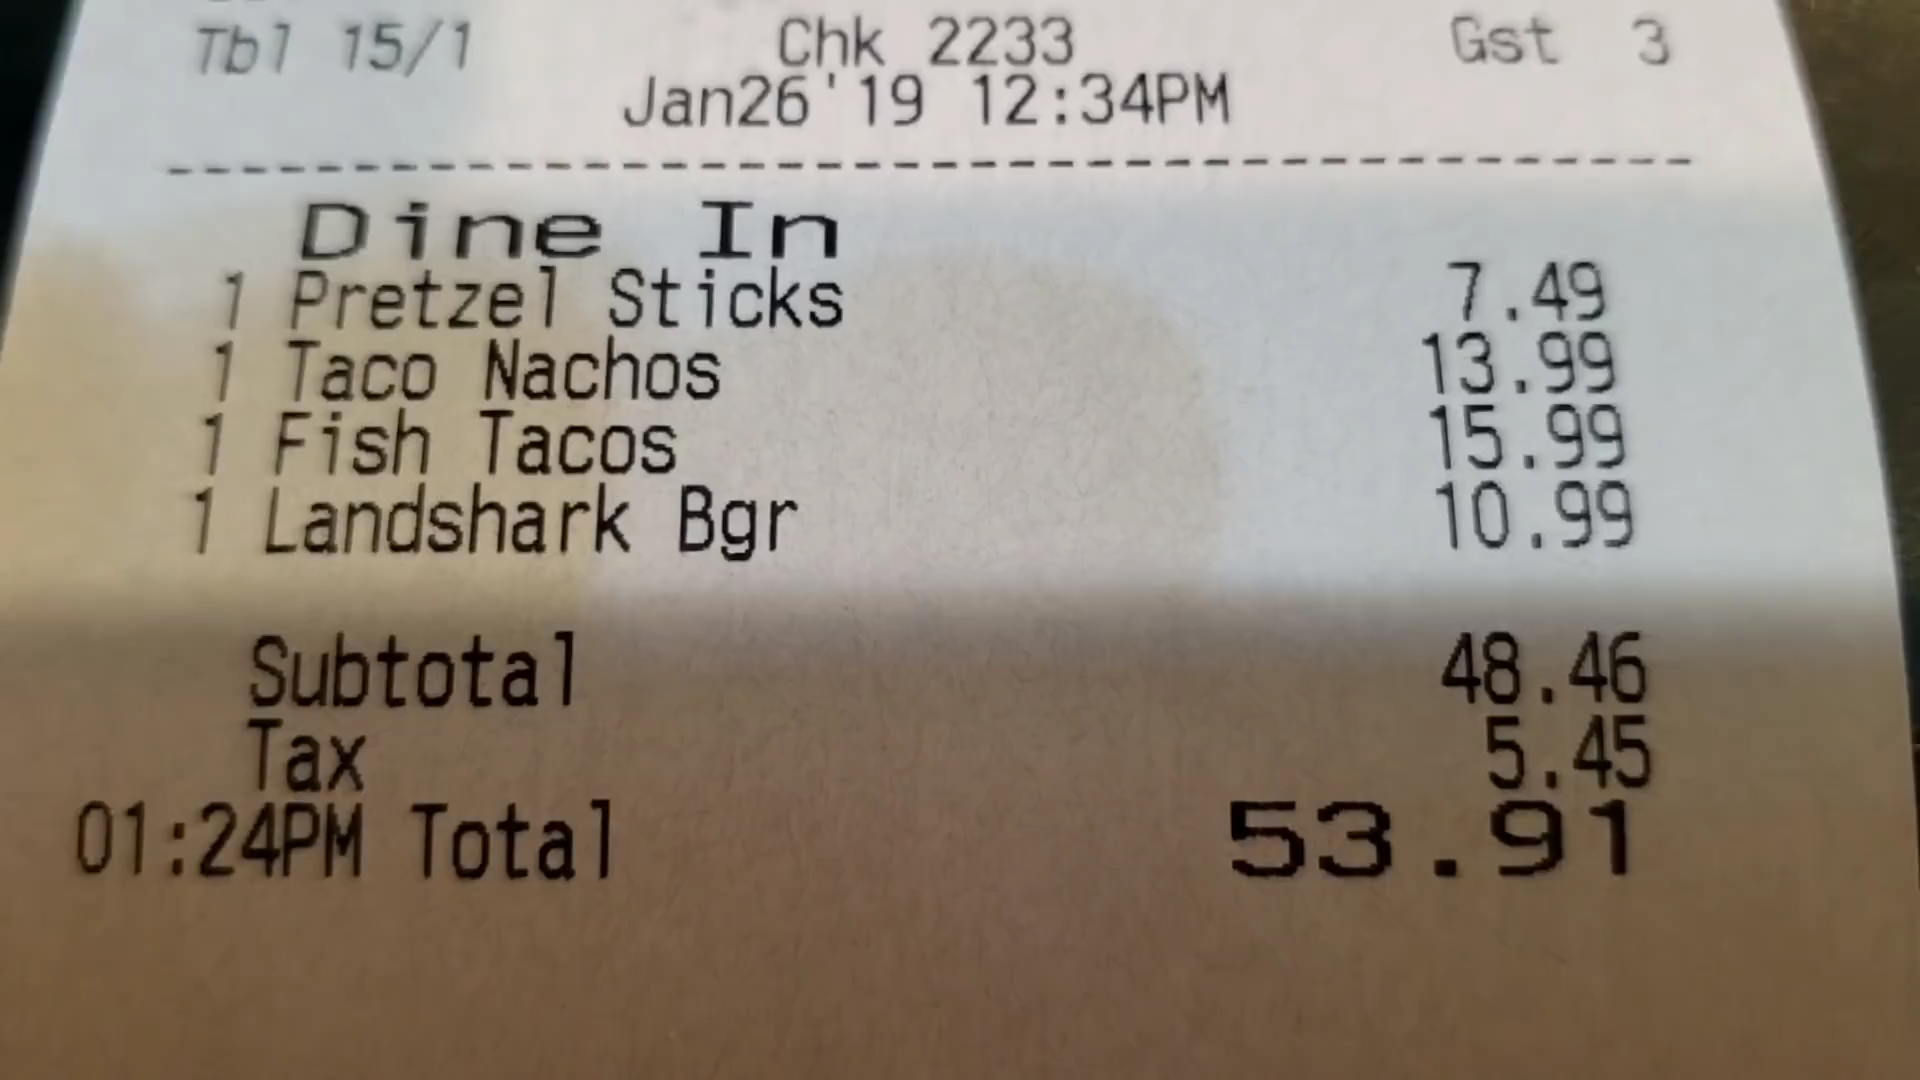 Tbl 15/1 Chk 2233 Gst 3
Jan26'19 12:34PM
Dine In
1 Pretzel Sticks 7.49
1 Taco Nachos 13.99
1 Fish Tacos 15.99
1 Landshark Bgr 10.99
Subtotal 48.46
Tax 5.45
01:24PM Total 53.91